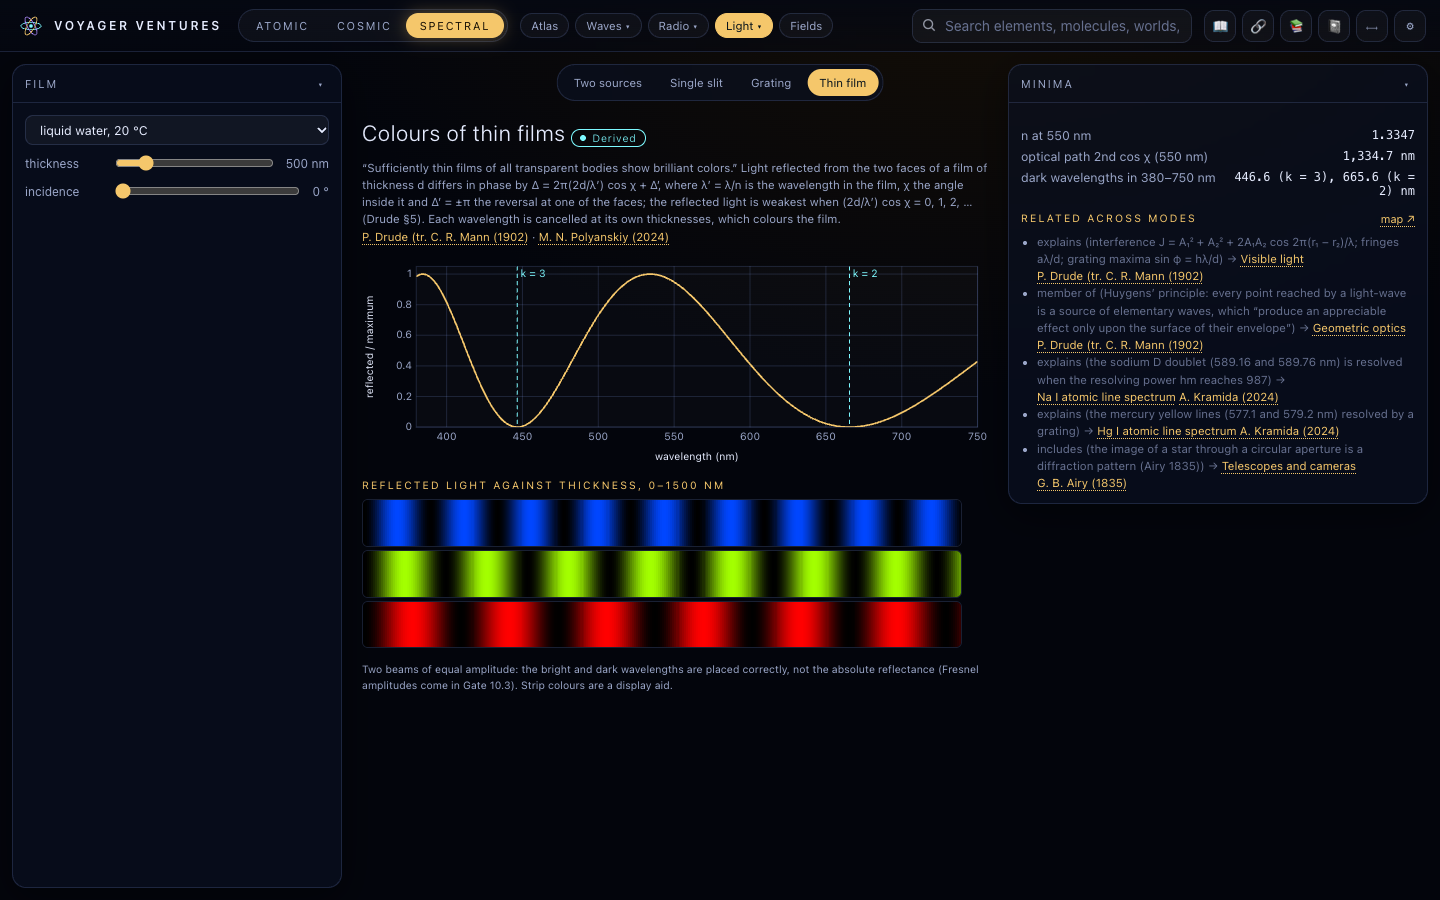 VOYAGER VENTURES
ATOMIC
COSMIC
SPECTRAL
Atlas
Waves ▾
Radio ▾
Light ▾
Fields
Search elements, molecules, worlds,
FILM
liquid water, 20 °C
thickness
500 nm
incidence
0 °
Two sources
Single slit
Grating
Thin film
Colours of thin films
Derived
“Sufficiently thin films of all transparent bodies show brilliant colors.” Light reflected from the two faces of a film of
thickness d differs in phase by Δ = 2π(2d/λ′) cos χ + Δ′, where λ′ = λ/n is the wavelength in the film, χ the angle
inside it and Δ′ = ±π the reversal at one of the faces; the reflected light is weakest when (2d/λ′) cos χ = 0, 1, 2, …
(Drude §5). Each wavelength is cancelled at its own thicknesses, which colours the film.
P. Drude (tr. C. R. Mann (1902) · M. N. Polyanskiy (2024)
reflected / maximum
1
0.8
0.6
0.4
0.2
0
k = 3
k = 2
400
450
500
550
600
650
700
750
wavelength (nm)
REFLECTED LIGHT AGAINST THICKNESS, 0–1500 NM
Two beams of equal amplitude: the bright and dark wavelengths are placed correctly, not the absolute reflectance (Fresnel
amplitudes come in Gate 10.3). Strip colours are a display aid.
MINIMA
n at 550 nm
1.3347
optical path 2nd cos χ (550 nm)
1,334.7 nm
dark wavelengths in 380–750 nm
446.6 (k = 3), 665.6 (k =
2) nm
RELATED ACROSS MODES
map ↗
explains (interference J = A₁² + A₂² + 2A₁A₂ cos 2π(r₁ − r₂)/λ; fringes
aλ/d; grating maxima sin φ = hλ/d) → Visible light
P. Drude (tr. C. R. Mann (1902)
member of (Huygens’ principle: every point reached by a light-wave
is a source of elementary waves, which “produce an appreciable
effect only upon the surface of their envelope”) → Geometric optics
P. Drude (tr. C. R. Mann (1902)
explains (the sodium D doublet (589.16 and 589.76 nm) is resolved
when the resolving power hm reaches 987) →
Na I atomic line spectrum A. Kramida (2024)
explains (the mercury yellow lines (577.1 and 579.2 nm) resolved by a
grating) → Hg I atomic line spectrum A. Kramida (2024)
includes (the image of a star through a circular aperture is a
diffraction pattern (Airy 1835)) → Telescopes and cameras
G. B. Airy (1835)